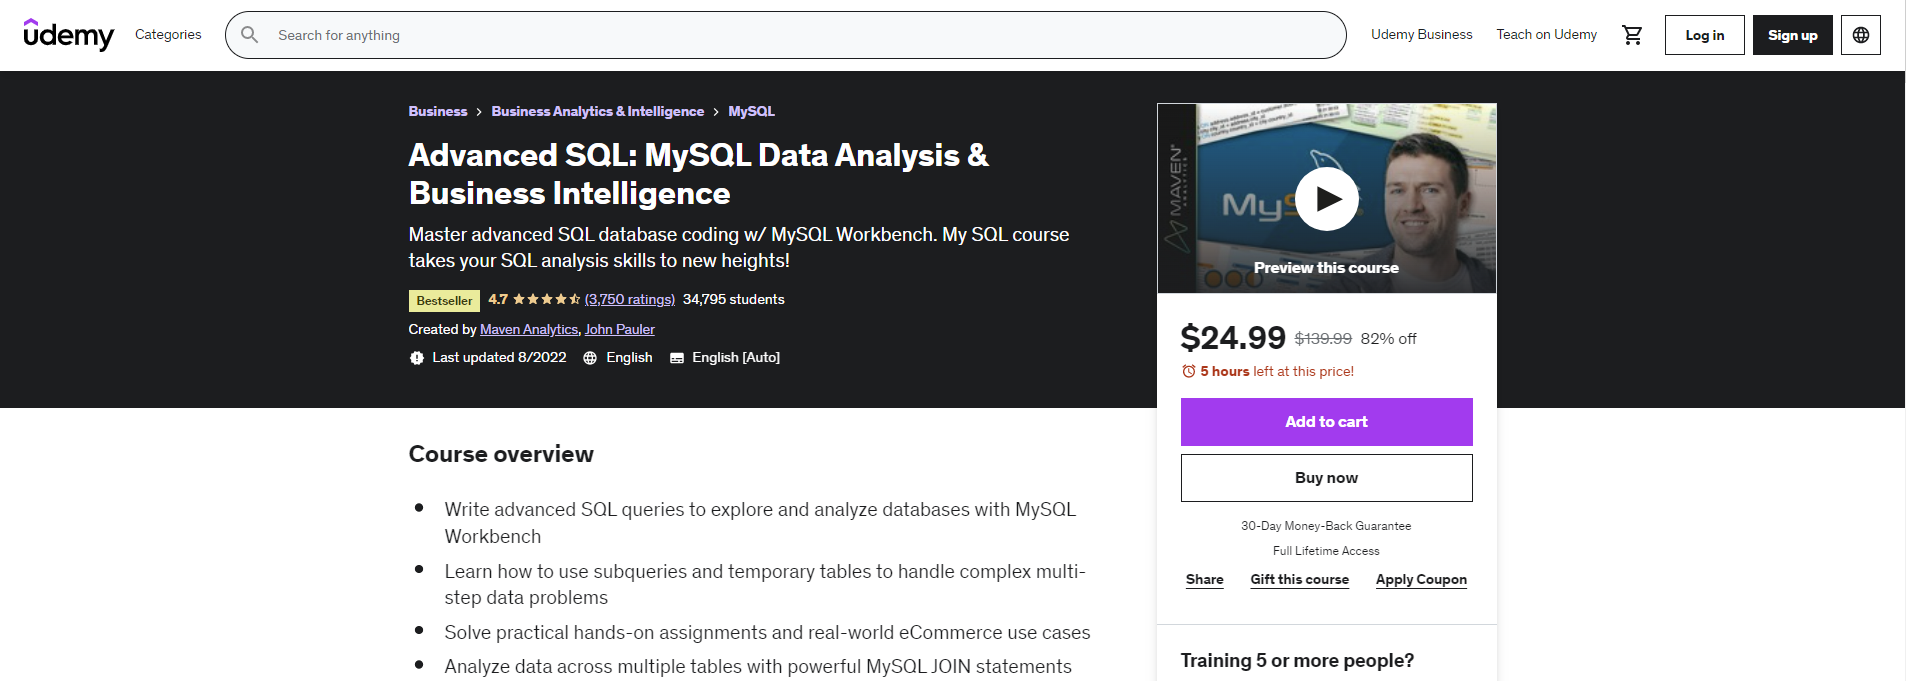 udemy
Categories
Search for anything
Udemy Business
Teach on Udemy
Log in
Sign up
Business > Business Analytics & Intelligence > MySQL
Advanced SQL: MySQL Data Analysis &
Business Intelligence
Master advanced SQL database coding w/ MySQL Workbench. My SQL course
takes your SQL analysis skills to new heights!
Bestseller 4.7 (3,750 ratings) 34,795 students
Created by Maven Analytics, John Pauler
Last updated 8/2022 English English [Auto]
MAVEN
ANALYTICS
Preview this course
$24.99 $139.99 82% off
5 hours left at this price!
Add to cart
Buy now
30-Day Money-Back Guarantee
Full Lifetime Access
Share Gift this course Apply Coupon
Training 5 or more people?
Course overview
Write advanced SQL queries to explore and analyze databases with MySQL
Workbench
Learn how to use subqueries and temporary tables to handle complex multi-
step data problems
Solve practical hands-on assignments and real-world eCommerce use cases
Analyze data across multiple tables with powerful MySQL JOIN statements